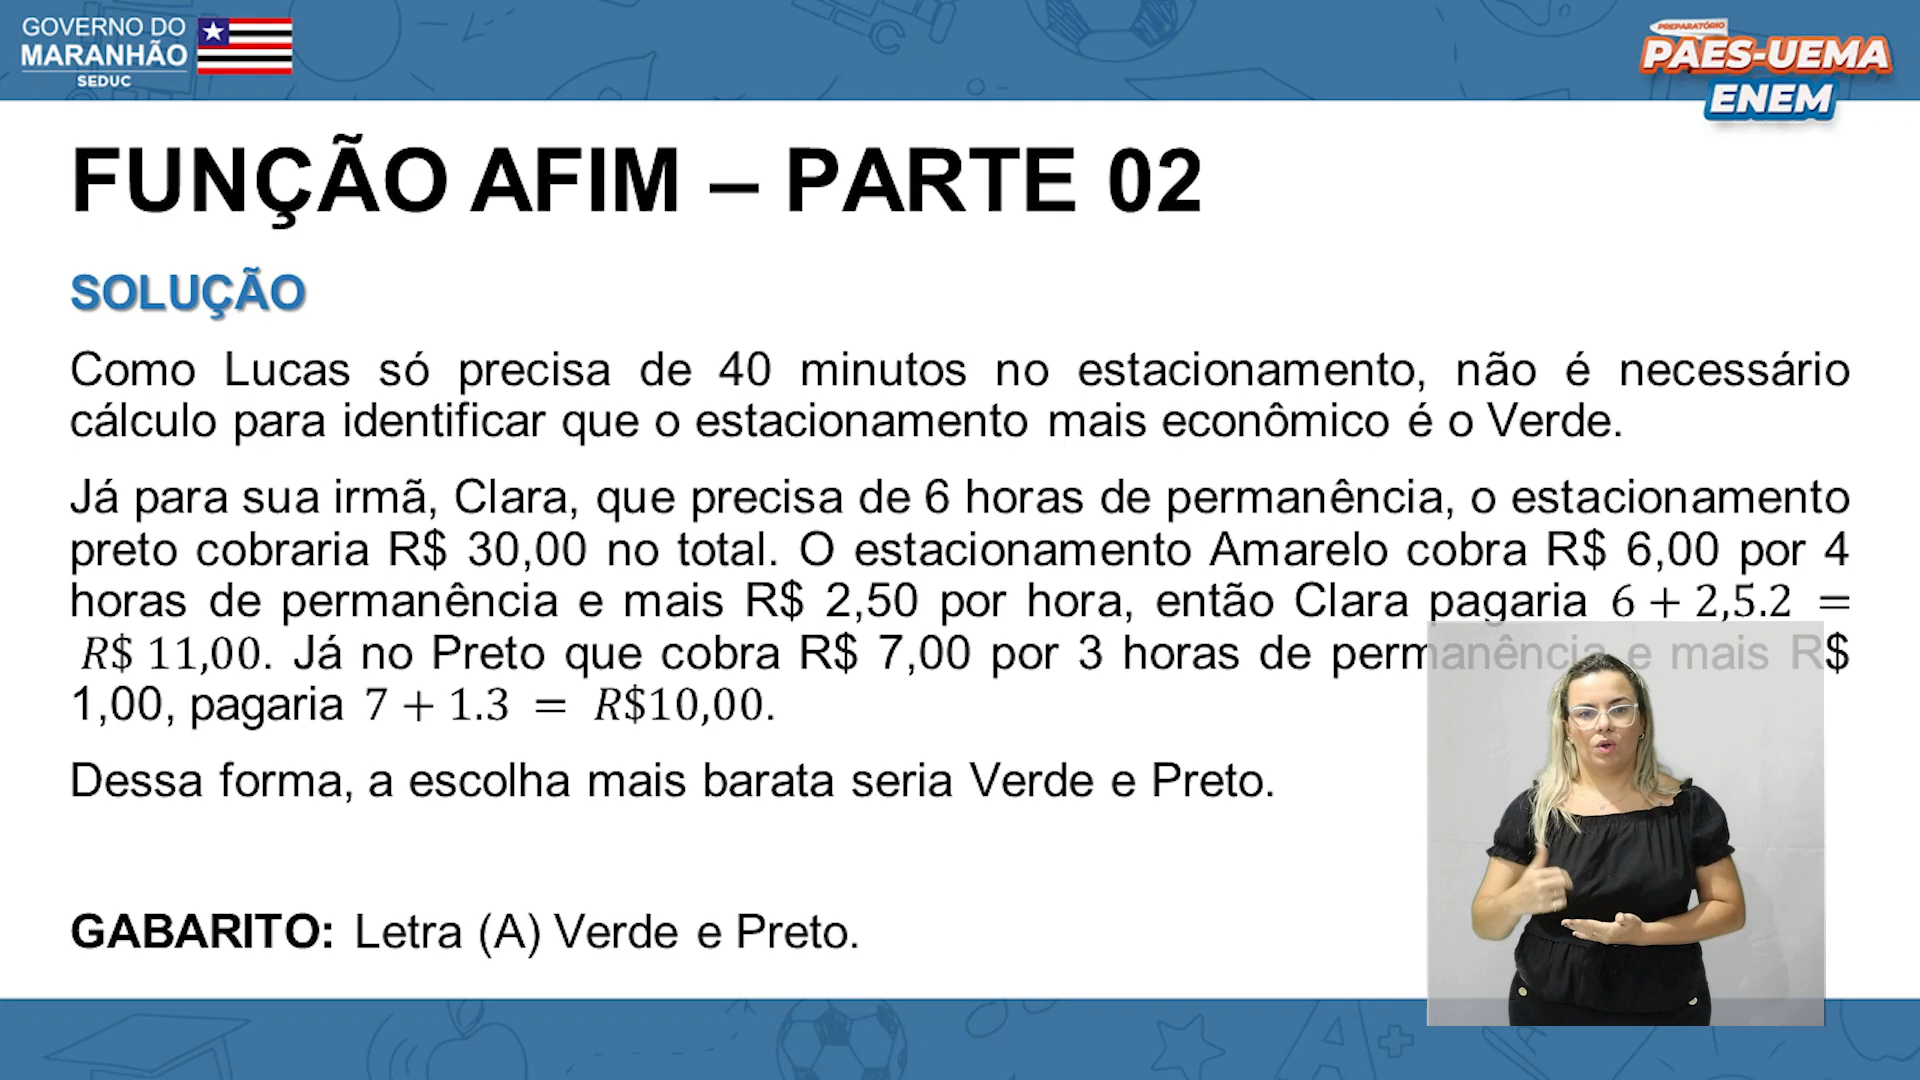 GOVERNO DO
MARANHÃO
SEDUC
PREPARATÓRIO
PAES-UEMA
ENEM
FUNÇÃO AFIM – PARTE 02
SOLUÇÃO
Como Lucas só precisa de 40 minutos no estacionamento, não é necessário
cálculo para identificar que o estacionamento mais econômico é o Verde.
Já para sua irmã, Clara, que precisa de 6 horas de permanência, o estacionamento
preto cobraria R$ 30,00 no total. O estacionamento Amarelo cobra R$ 6,00 por 4
horas de permanência e mais R$ 2,50 por hora, então Clara pagaria 6 + 2,5.2 =
R$ 11,00. Já no Preto que cobra R$ 7,00 por 3 horas de permanência e mais R$
1,00, pagaria 7 + 1.3 = R$10,00.
Dessa forma, a escolha mais barata seria Verde e Preto.
GABARITO: Letra (A) Verde e Preto.